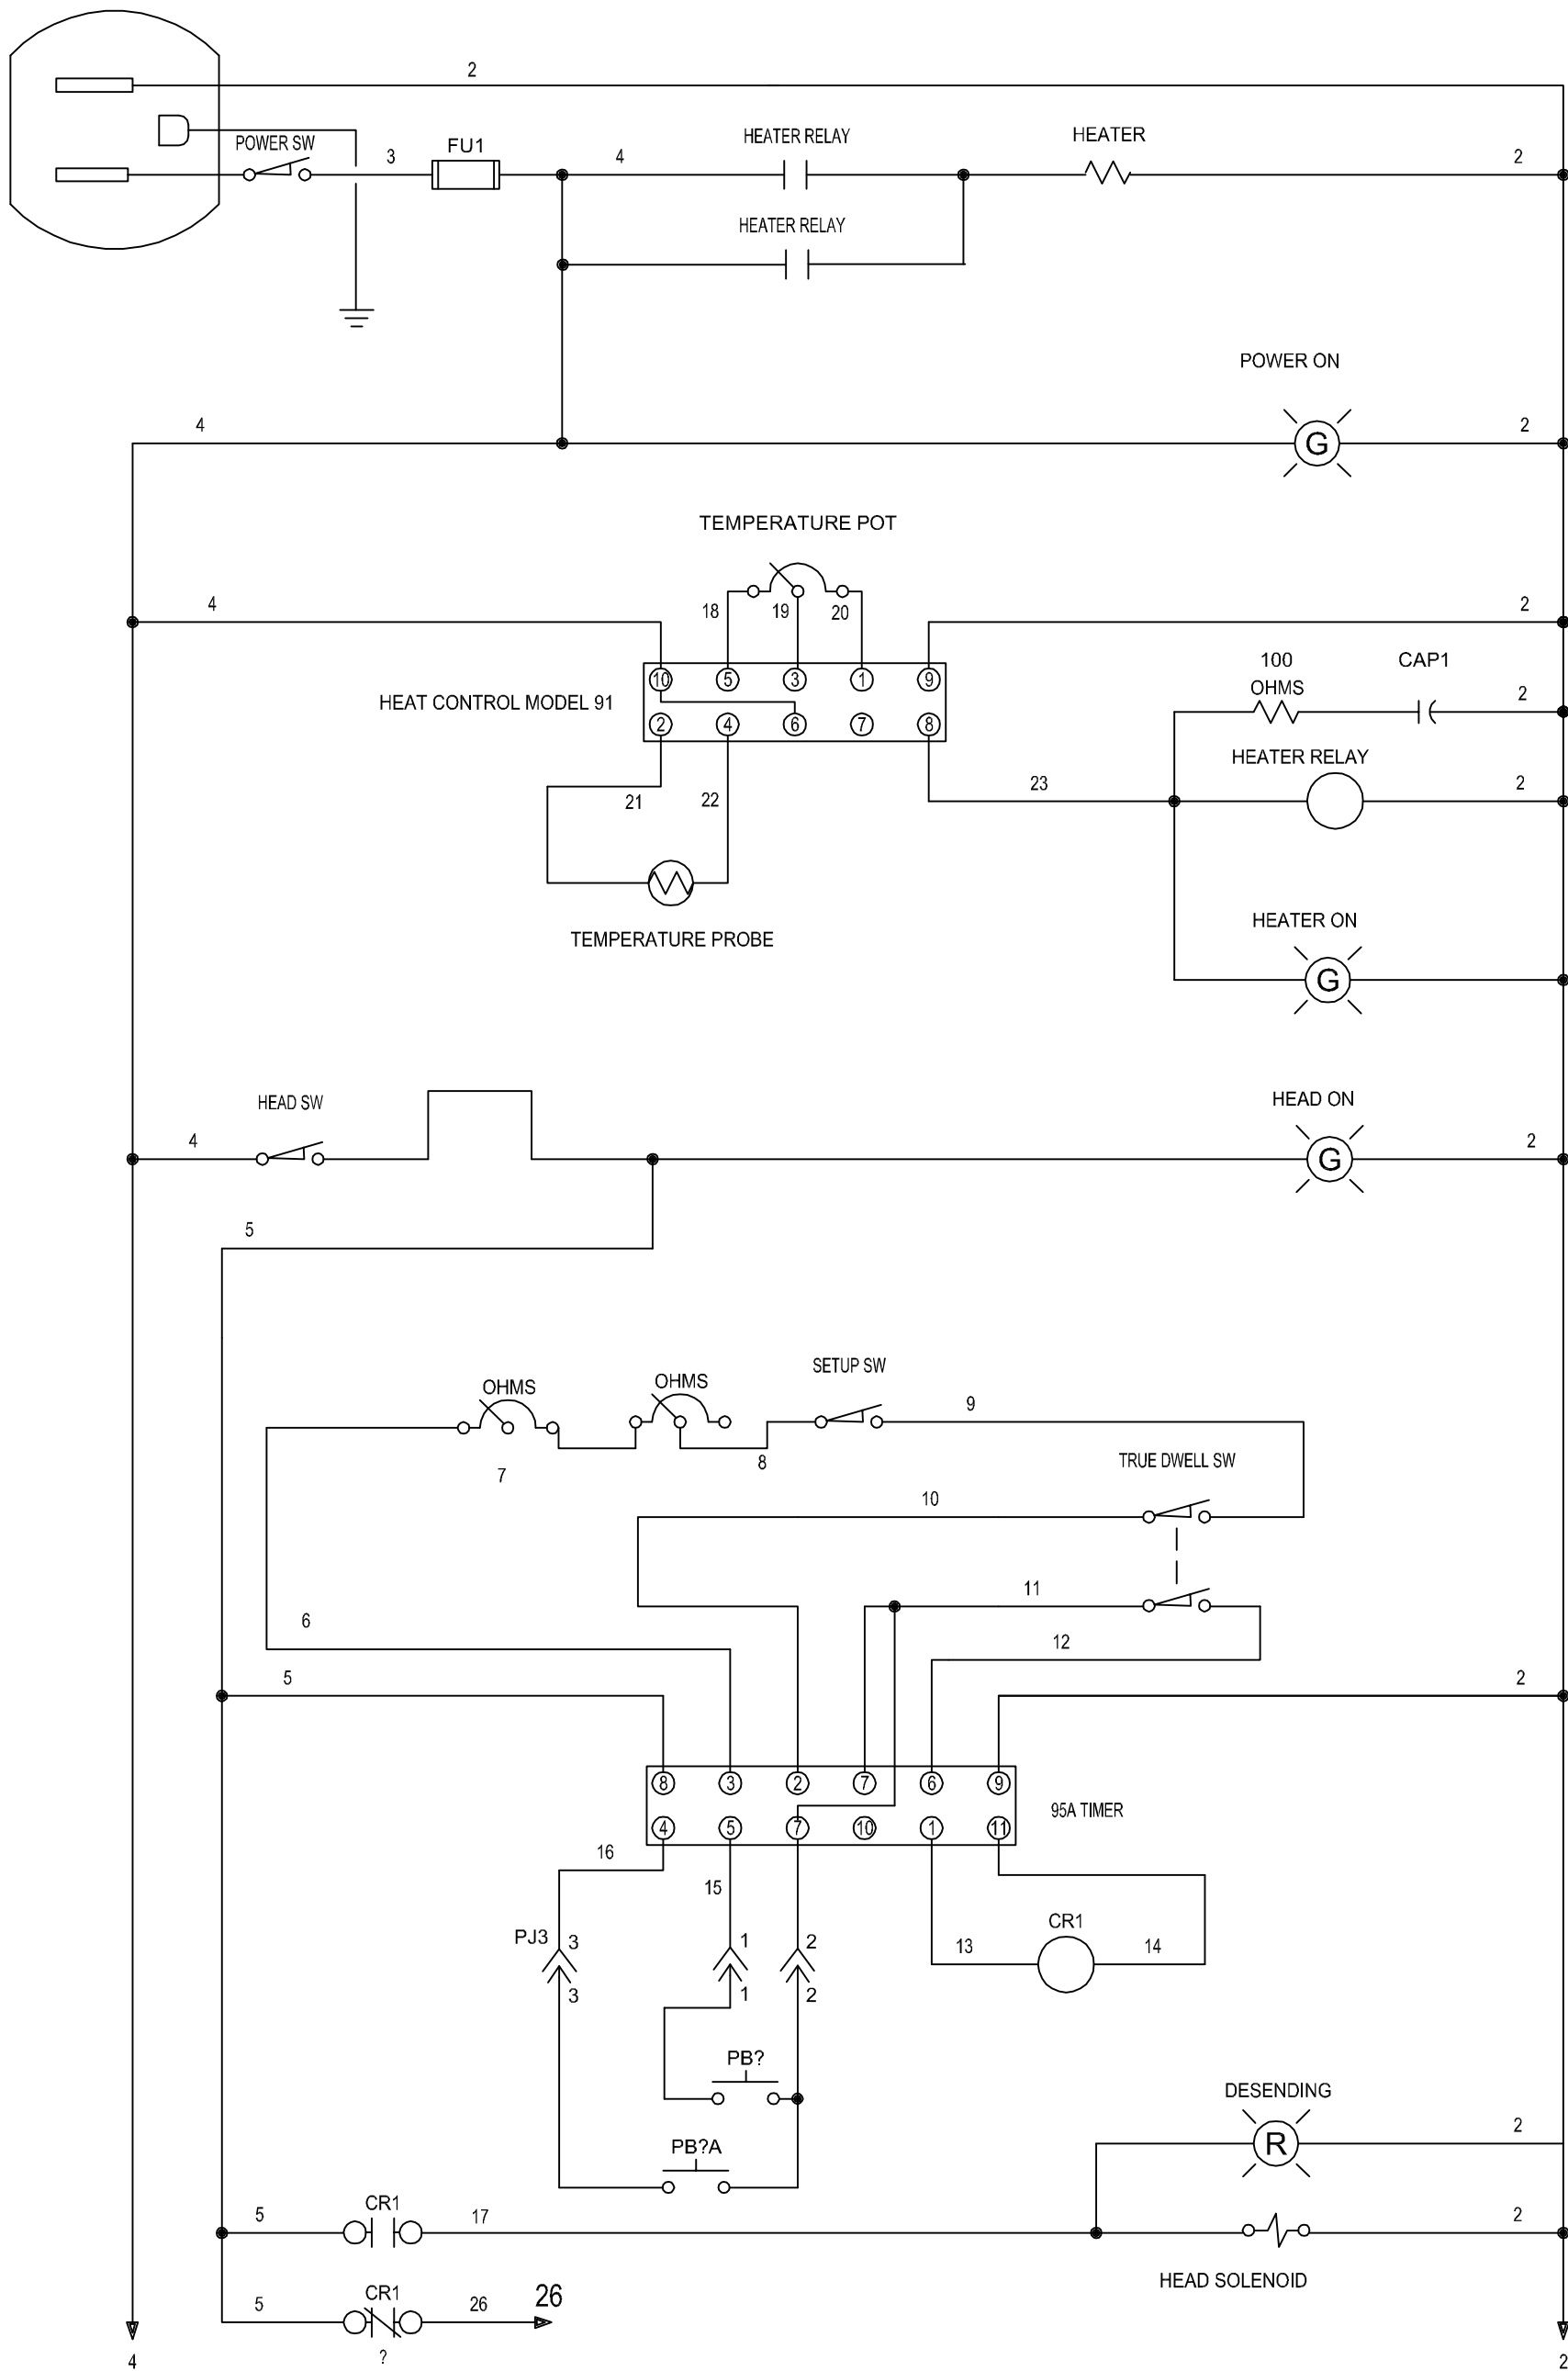 2
POWER SW
3
FU1
4
HEATER RELAY
HEATER
2
HEATER RELAY
POWER ON
4
G
2
TEMPERATURE POT
4
18
19
20
2
HEAT CONTROL MODEL 91
10
5
3
1
9
2
4
6
7
8
100
OHMS
CAP1
2
HEATER RELAY
21
22
23
2
TEMPERATURE PROBE
HEATER ON
G
HEAD SW
HEAD ON
4
G
2
5
OHMS
OHMS
SETUP SW
9
7
8
TRUE DWELL SW
10
11
6
12
5
2
8
3
2
7
6
9
95A TIMER
4
5
7
10
1
11
16
15
PJ3
3
1
2
CR1
13
14
3
1
2
PB?
DESENDING
R
2
PB?A
5
CR1
17
2
HEAD SOLENOID
5
CR1
26
26
?
4
2